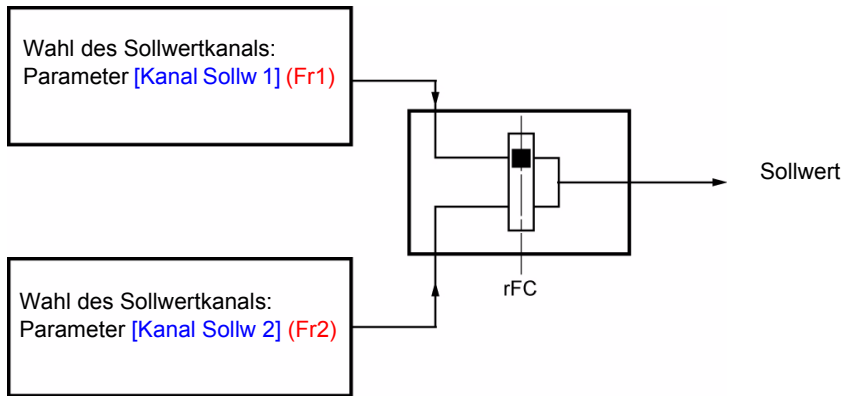 Wahl des Sollwertkanals:
Parameter [Kanal Sollw 1] (Fr1)
Sollwert
rFC
Wahl des Sollwertkanals:
Parameter [Kanal Sollw 2] (Fr2)